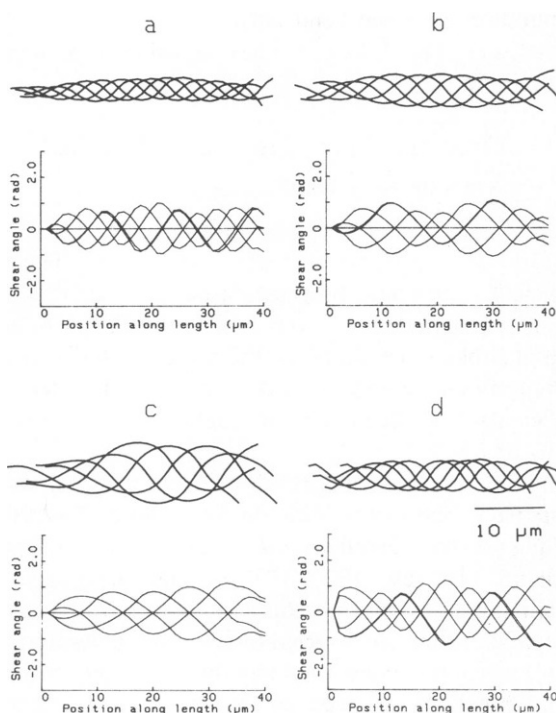 a
b
Shear angle (rad)
2.0
0
-2.0
0 10 20 30 40
Position along length (µm)
Shear angle (rad)
2.0
0
-2.0
0 10 20 30 40
Position along length (µm)
c
d
10 µm
Shear angle (rad)
2.0
0
-2.0
0 10 20 30 40
Position along length (µm)
Shear angle (rad)
2.0
0
-2.0
0 10 20 30 40
Position along length (µm)